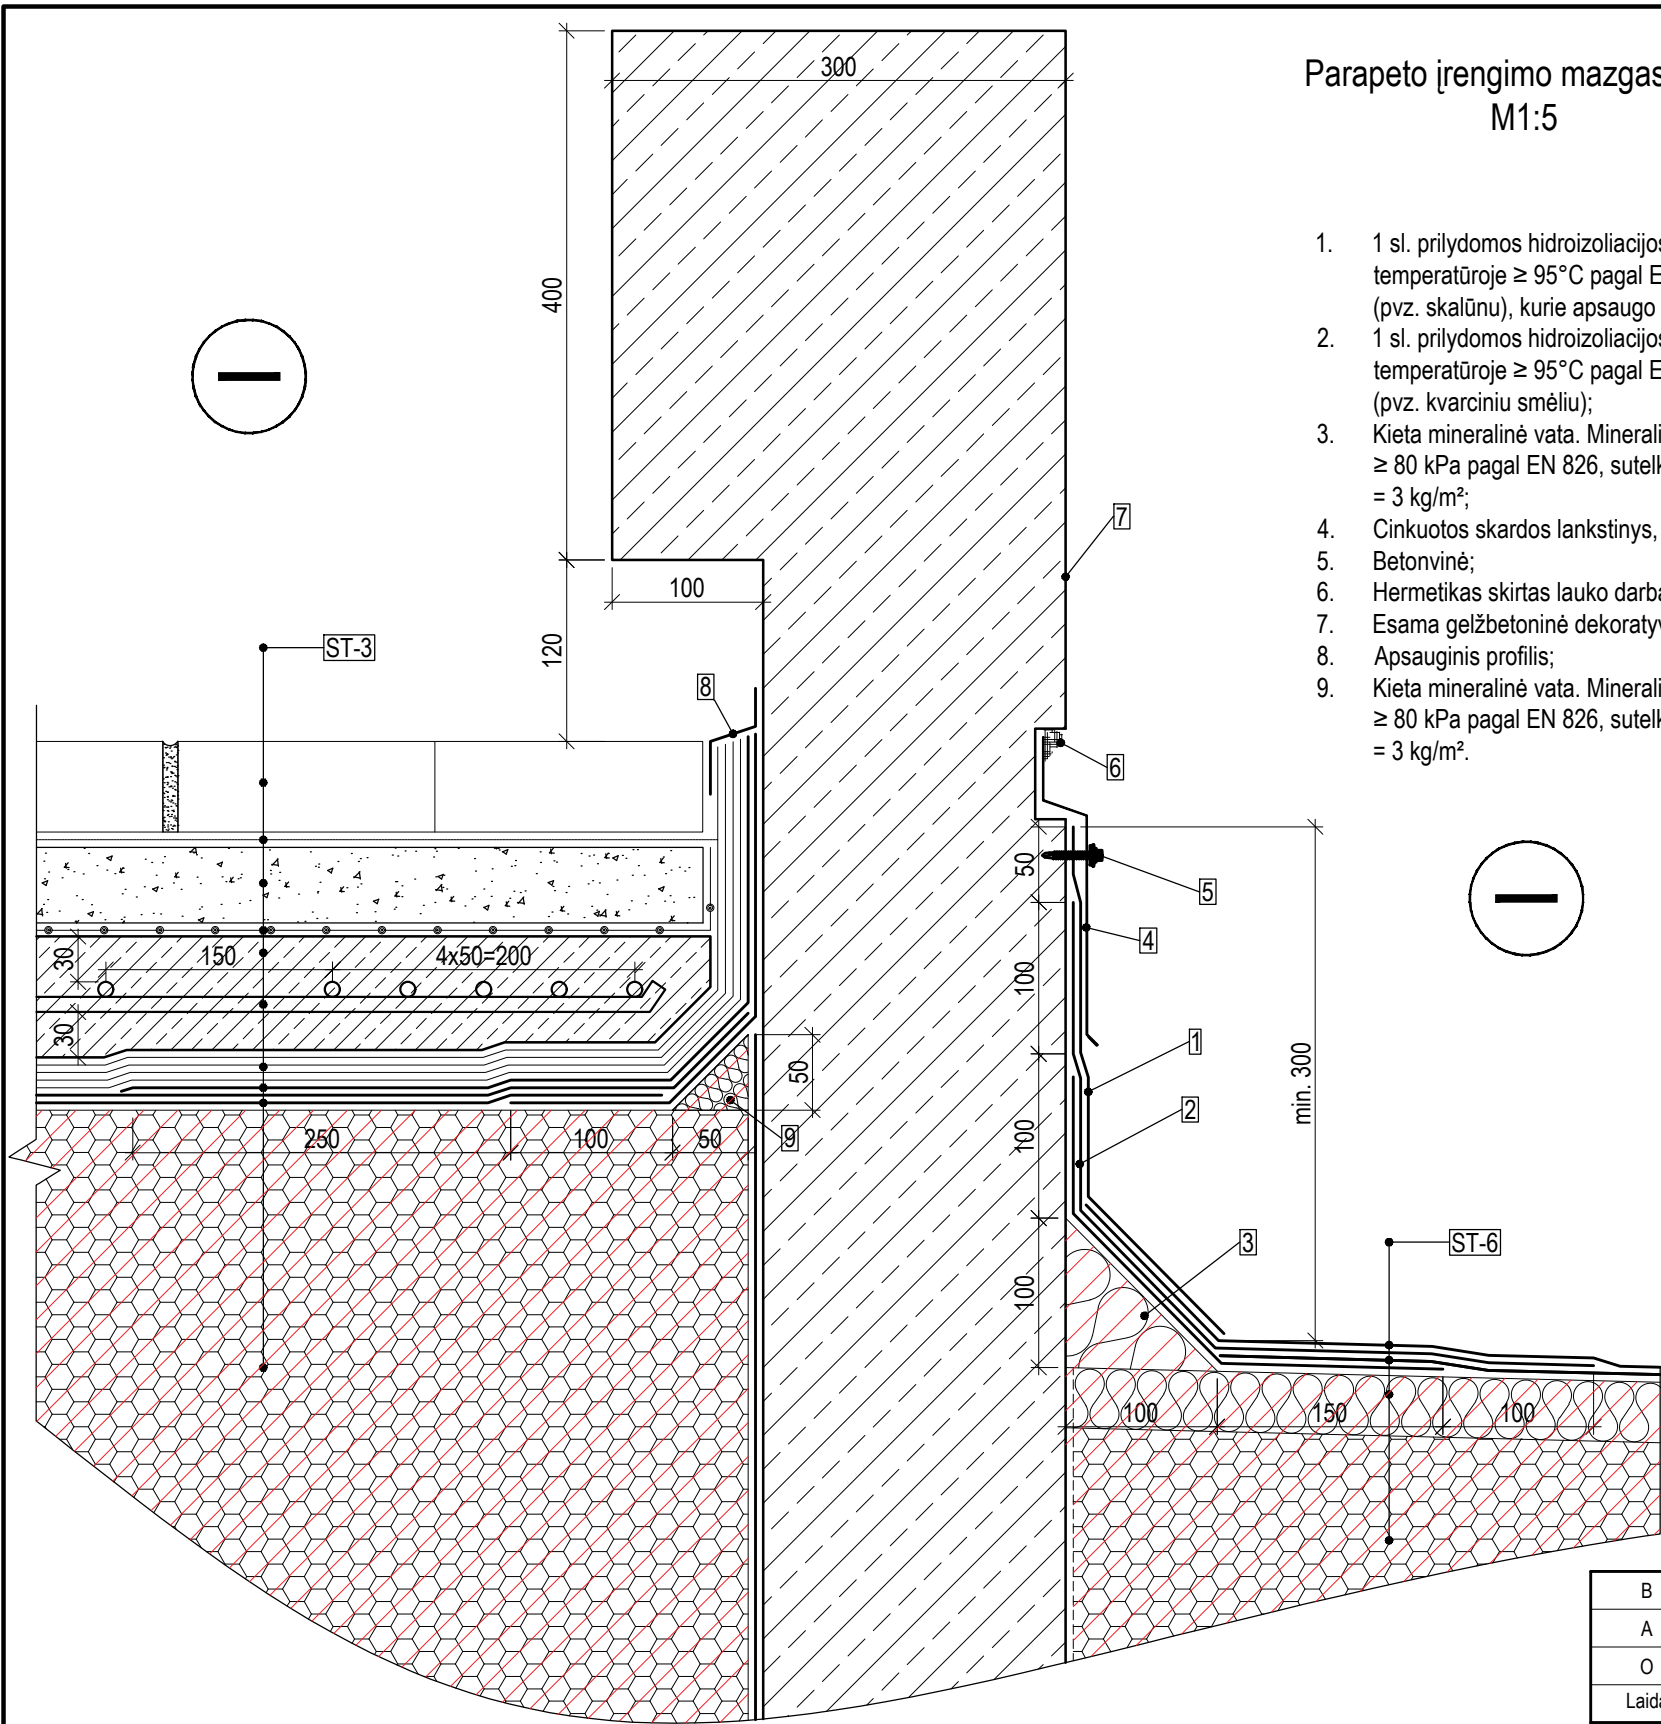 Parapeto įrengimo mazgas
M1:5
1. 1 sl. prilydomos hidroizoliacijos
temperatūroje ≥ 95°C pagal E
(pvz. skalūnu), kurie apsaugo
2. 1 sl. prilydomos hidroizoliacijos
temperatūroje ≥ 95°C pagal E
(pvz. kvarciniu smėliu);
3. Kieta mineralinė vata. Minerali
≥ 80 kPa pagal EN 826, sutelk
= 3 kg/m²;
4. Cinkuotos skardos lankstinys,
5. Betonvinė;
6. Hermetikas skirtas lauko darba
7. Esama gelžbetoninė dekoratyv
8. Apsauginis profilis;
9. Kieta mineralinė vata. Minerali
≥ 80 kPa pagal EN 826, sutelk
= 3 kg/m².
300
400
100
120
ST-3
8
7
6
5
4
1
2
3
9
ST-6
50
100
100
100
min. 300
30
150
4x50=200
30
50
250
100
50
100
150
100
B
A
O
Laida